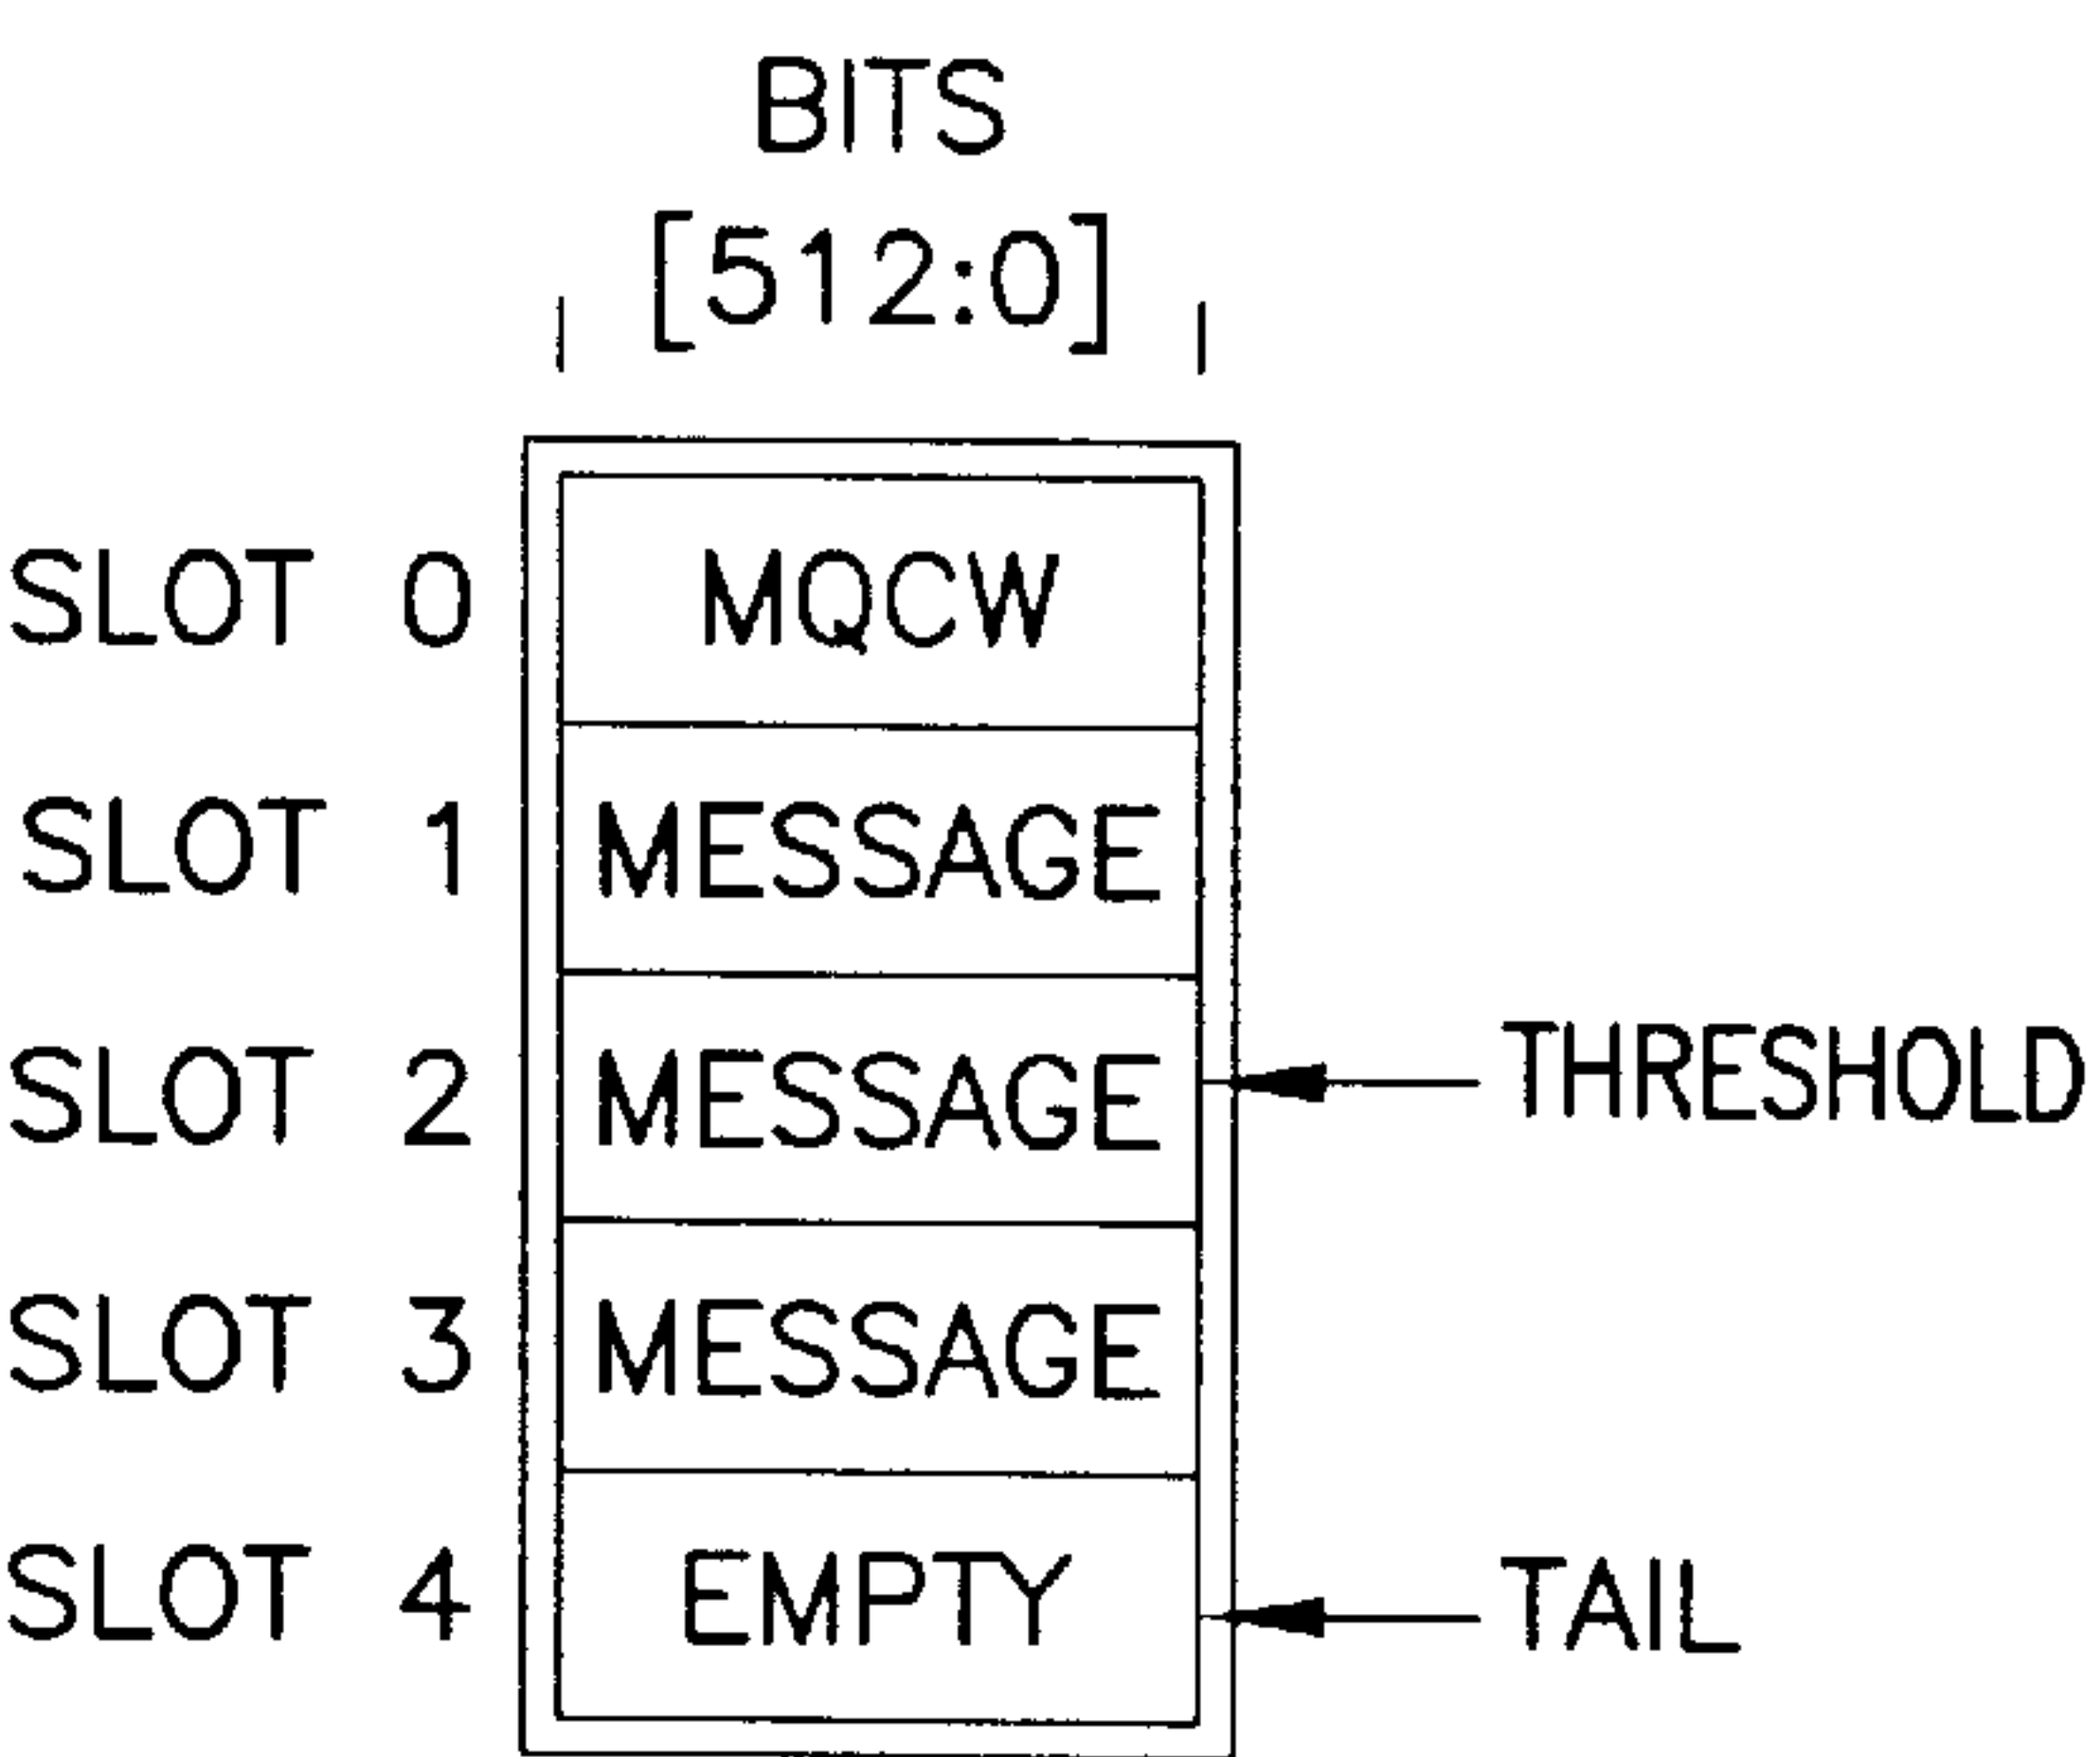 BITS
[512:0]
SLOT 0 MQCW
SLOT 1 MESSAGE
SLOT 2 MESSAGE THRESHOLD
SLOT 3 MESSAGE
SLOT 4 EMPTY TAIL